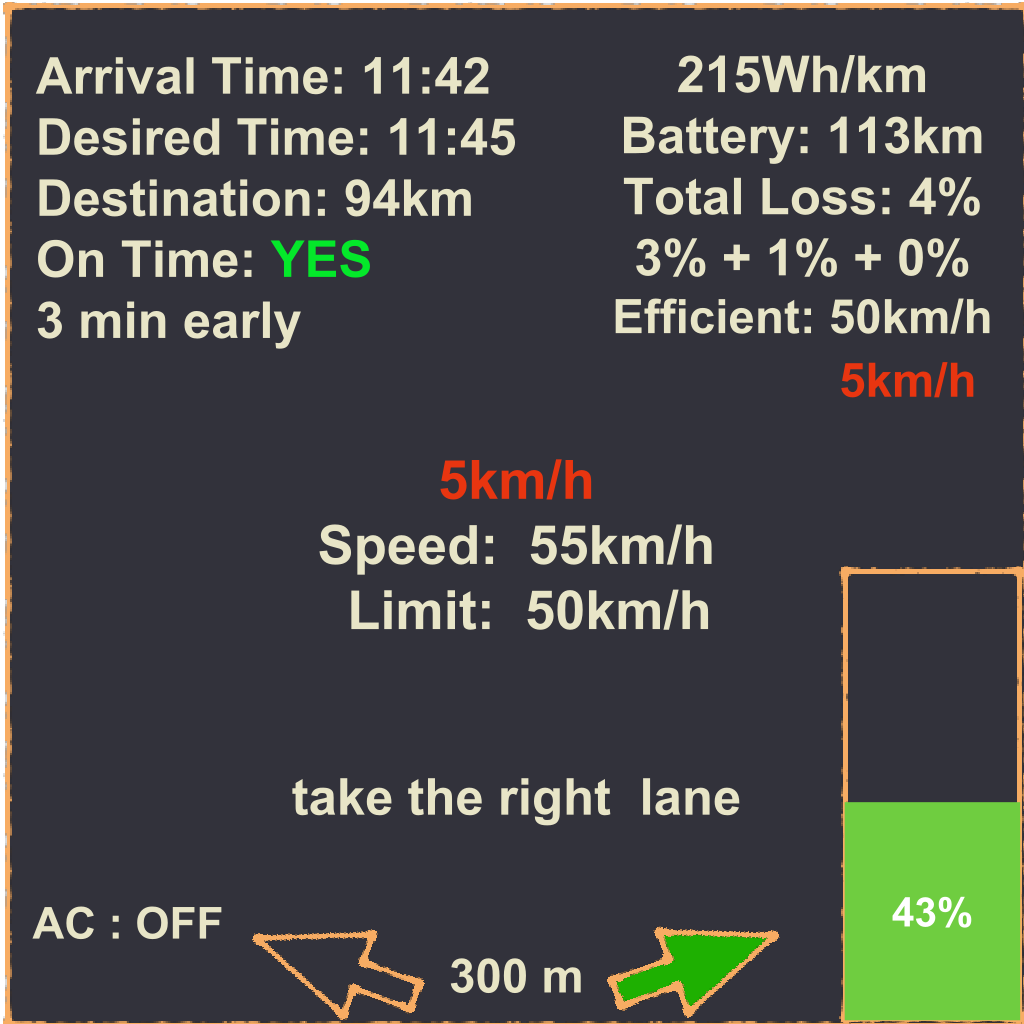 Arrival Time: 11:42
Desired Time: 11:45
Destination: 94km
On Time: YES
3 min early
215Wh/km
Battery: 113km
Total Loss: 4%
3% + 1% + 0%
Efficient: 50km/h
5km/h
5km/h
Speed: 55km/h
Limit: 50km/h
take the right lane
AC : OFF
300 m
43%